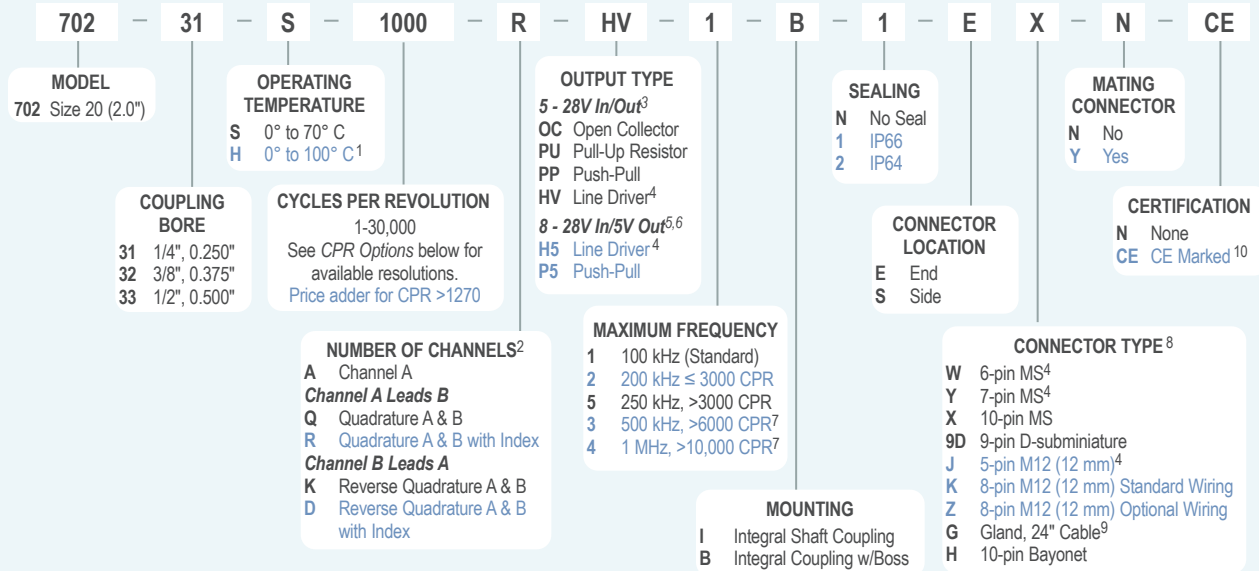 702 – 31 – S – 1000 – R – HV – 1 – B – 1 – E X – N – CE
MODEL
702 Size 20 (2.0")
COUPLING
BORE
31 1/4", 0.250"
32 3/8", 0.375"
33 1/2", 0.500"
OPERATING
TEMPERATURE
S 0° to 70° C
H 0° to 100° C1
CYCLES PER REVOLUTION
1-30,000
See CPR Options below for
available resolutions.
Price adder for CPR >1270
NUMBER OF CHANNELS2
A Channel A
Channel A Leads B
Q Quadrature A & B
R Quadrature A & B with Index
Channel B Leads A
K Reverse Quadrature A & B
D Reverse Quadrature A & B
with Index
OUTPUT TYPE
5 - 28V In/Out3
OC Open Collector
PU Pull-Up Resistor
PP Push-Pull
HV Line Driver4
8 - 28V In/5V Out5,6
H5 Line Driver4
P5 Push-Pull
MAXIMUM FREQUENCY
1 100 kHz (Standard)
2 200 kHz ≤ 3000 CPR
5 250 kHz, >3000 CPR
3 500 kHz, >6000 CPR7
4 1 MHz, >10,000 CPR7
MOUNTING
I Integral Shaft Coupling
B Integral Coupling w/Boss
SEALING
N No Seal
1 IP66
2 IP64
CONNECTOR
LOCATION
E End
S Side
CONNECTOR TYPE8
W 6-pin MS4
Y 7-pin MS4
X 10-pin MS
9D 9-pin D-subminiature
J 5-pin M12 (12 mm)4
K 8-pin M12 (12 mm) Standard Wiring
Z 8-pin M12 (12 mm) Optional Wiring
G Gland, 24" Cable9
H 10-pin Bayonet
MATING
CONNECTOR
N No
Y Yes
CERTIFICATION
N None
CE CE Marked10